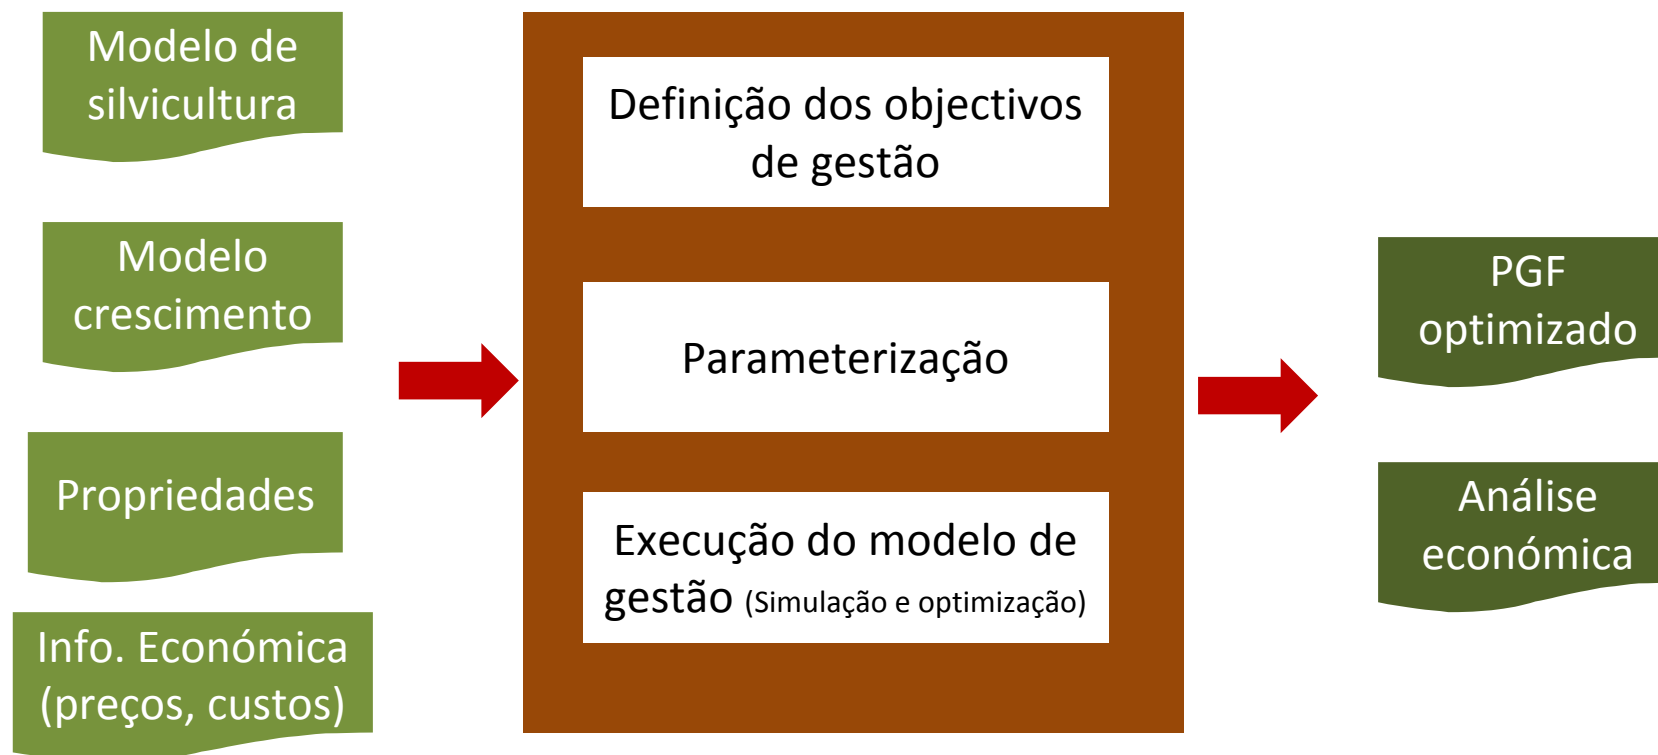 Modelo de
silvicultura
Modelo
crescimento
Propriedades
Info. Económica
(preços, custos)
Definição dos objectivos
de gestão
Parameterização
Execução do modelo de
gestão (Simulação e optimização)
PGF
optimizado
Análise
económica